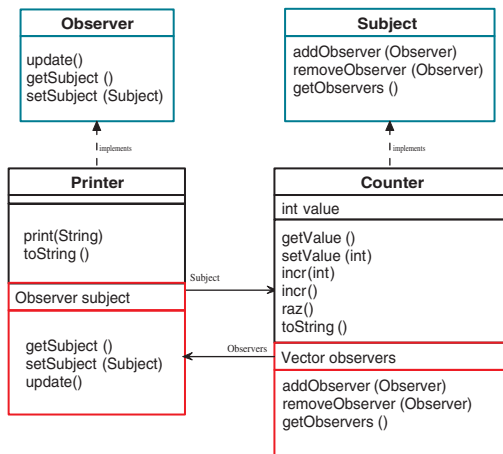 Observer
update()
getSubject ()
setSubject (Subject)
Subject
addObserver (Observer)
removeObserver (Observer)
getObservers ()
implements
implements
Printer
print(String)
toString ()
Observer subject
getSubject ()
setSubject (Subject)
update()
Subject
Observers
Counter
int value
getValue ()
setValue (int)
incr(int)
incr()
raz()
toString ()
Vector observers
addObserver (Observer)
removeObserver (Observer)
getObservers ()